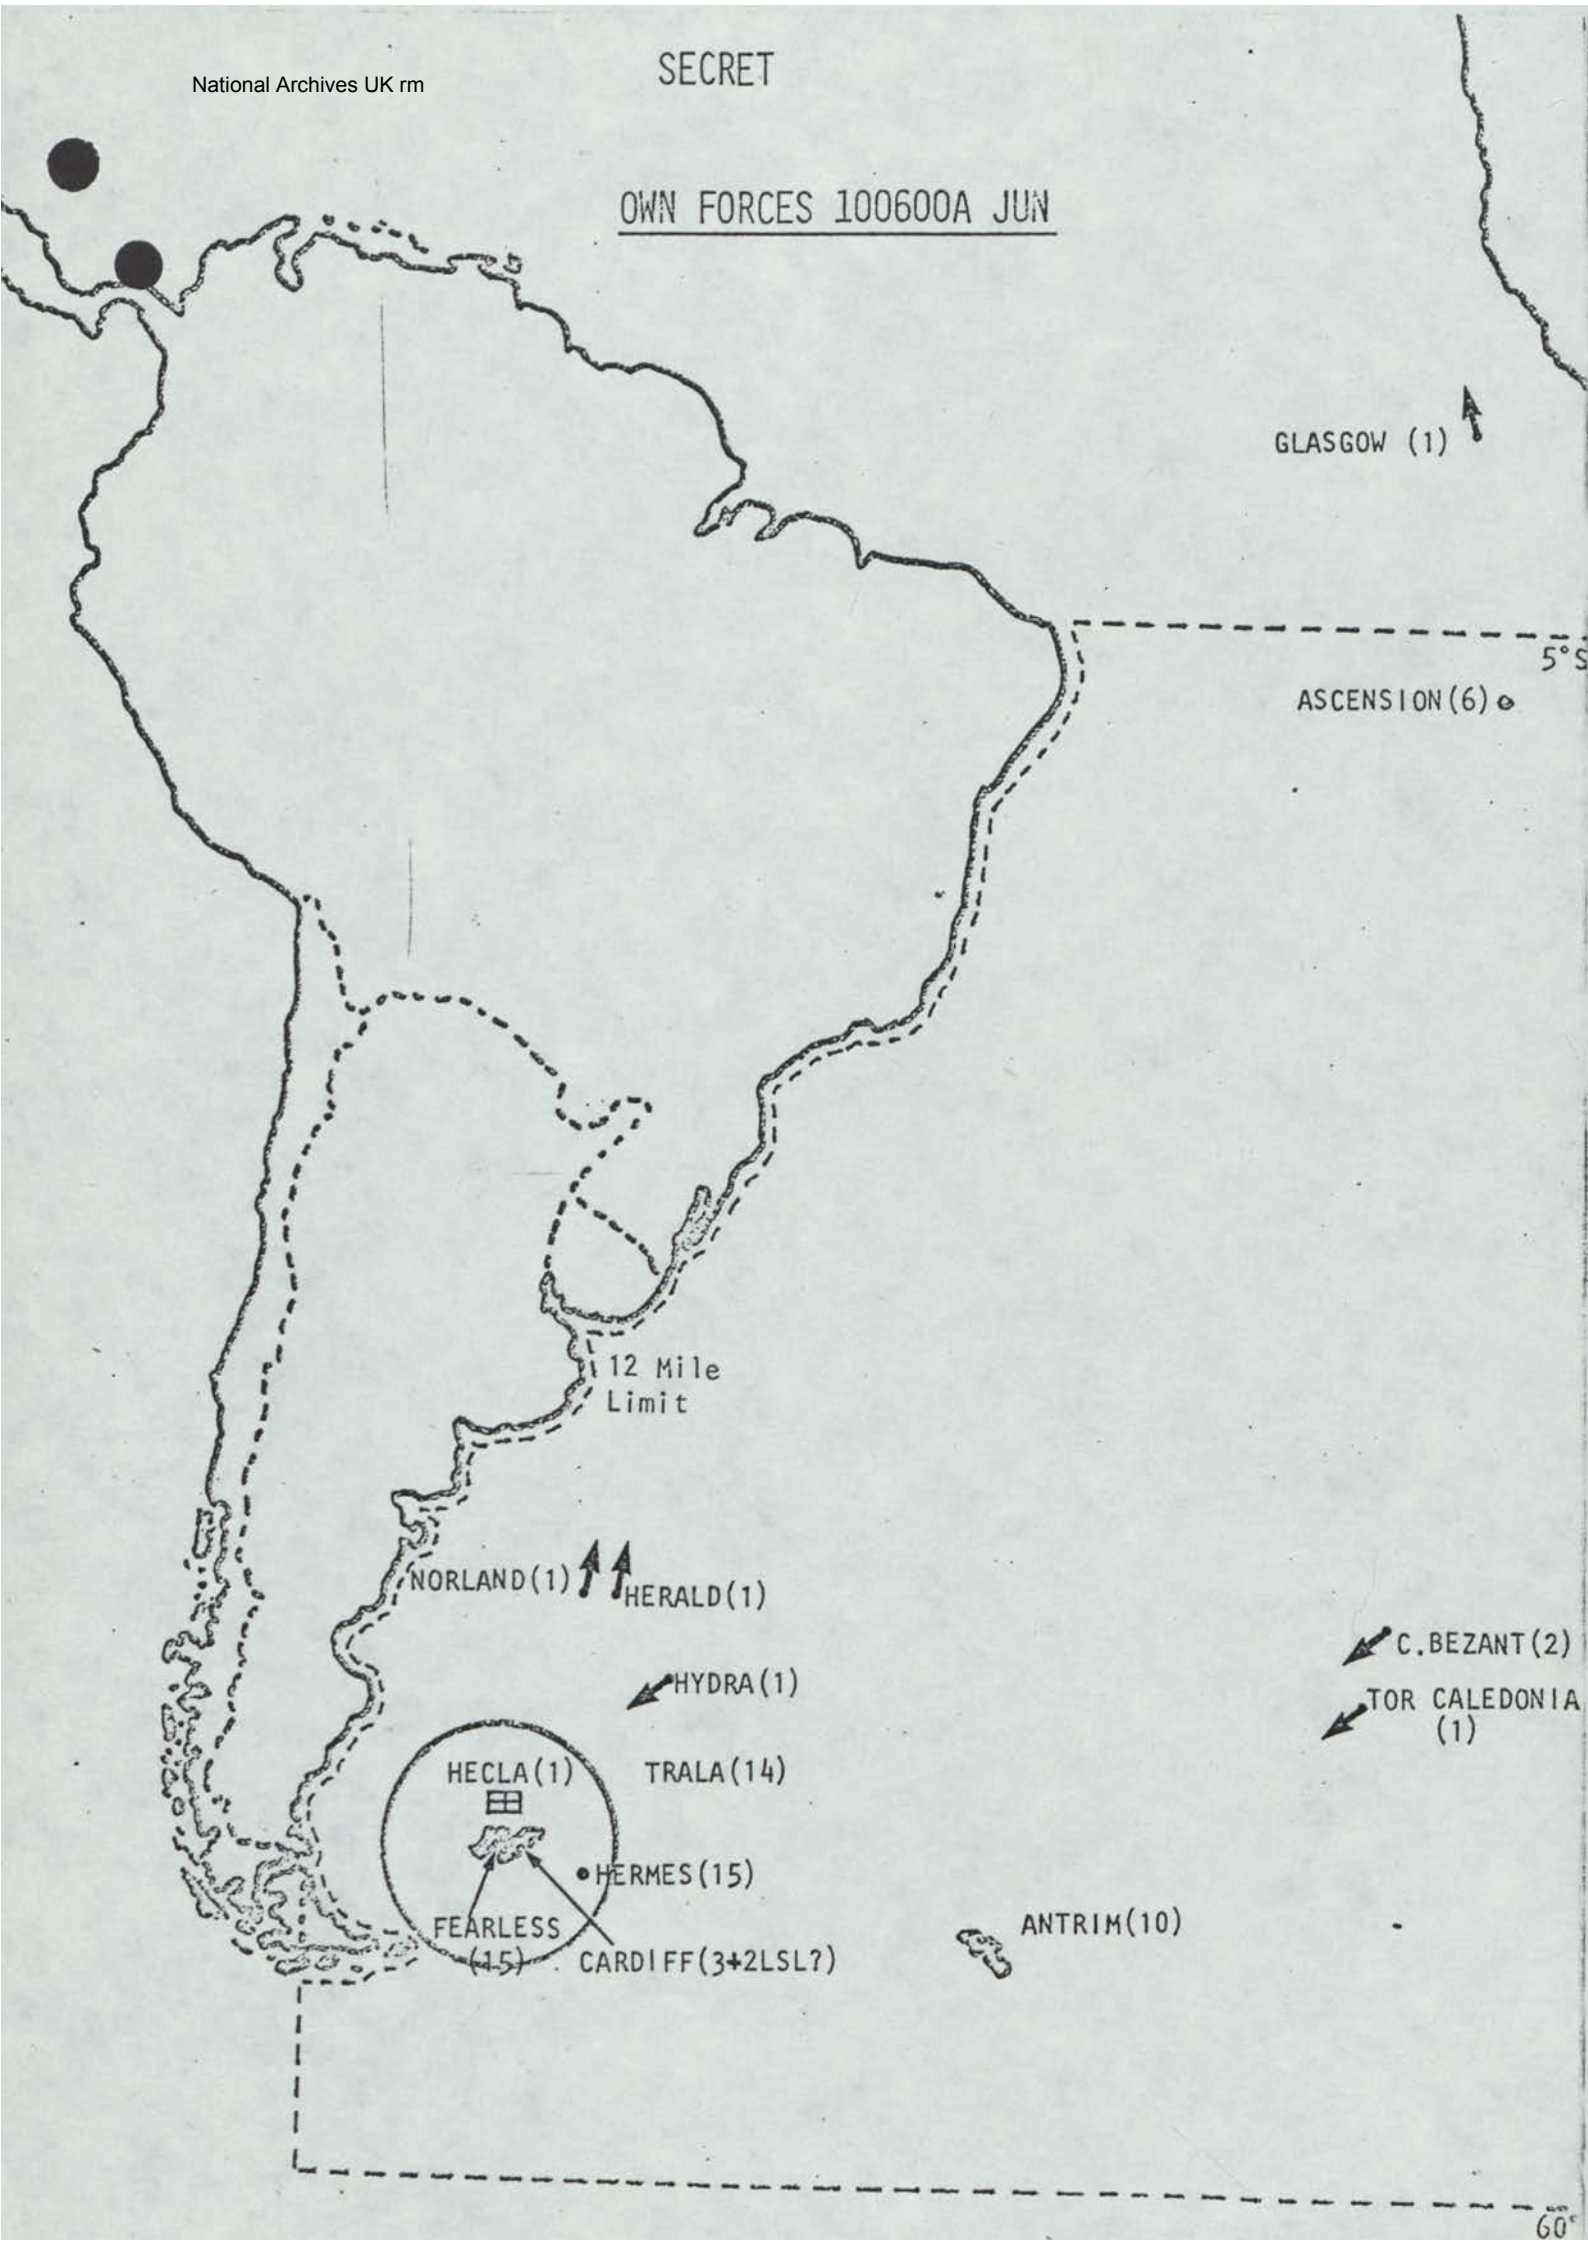 SECRET
National Archives UK rm
OWN FORCES 100600A JUN
GLASGOW (1)
5°S
ASCENSION(6)
12 Mile
Limit
NORLAND(1)
HERALD(1)
C.BEZANT(2)
HYDRA(1)
TOR CALEDONIA
(1)
HECLA(1)
TRALA(14)
HERMES(15)
FEARLESS
(15)
CARDIFF(3+2LSL?)
ANTRIM(10)
60°